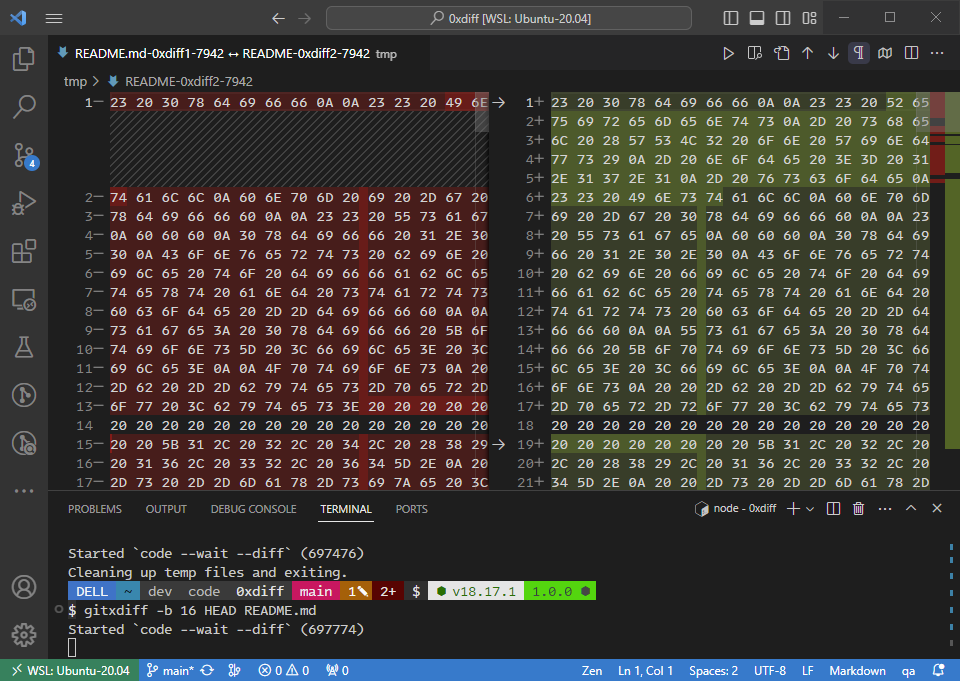 0xdiff [WSL: Ubuntu-20.04]
README.md-0xdiff1-7942 ↔ README-0xdiff2-7942 tmp
tmp > README-0xdiff2-7942
1− 23 20 30 78 64 69 66 66 0A 0A 23 23 20 49 6E
2− 74 61 6C 6C 0A 60 6E 70 6D 20 69 20 2D 67 20
3− 78 64 69 66 66 60 0A 0A 23 23 20 55 73 61 67
4− 0A 60 60 60 0A 30 78 64 69 66 66 20 31 2E 30
5− 30 0A 43 6F 6E 76 65 72 74 73 20 62 69 6E 20
6− 69 6C 65 20 74 6F 20 64 69 66 66 61 62 6C 65
7− 74 65 78 74 20 61 6E 64 20 73 74 61 72 74 73
8− 60 63 6F 64 65 20 2D 2D 64 69 66 66 60 0A 0A
9− 73 61 67 65 3A 20 30 78 64 69 66 66 20 5B 6F
10− 74 69 6F 6E 73 5D 20 3C 66 69 6C 65 3E 20 3C
11− 69 6C 65 3E 0A 0A 4F 70 74 69 6F 6E 73 0A 20
12− 2D 62 20 2D 2D 62 79 74 65 73 2D 70 65 72 2D
13− 6F 77 20 3C 62 79 74 65 73 3E 20 20 20 20 20
14 20 20 20 20 20 20 20 20 20 20 20 20 20 20 20
15− 20 20 5B 31 2C 20 32 2C 20 34 2C 20 28 38 29
16− 20 31 36 2C 20 33 32 2C 20 36 34 5D 2E 0A 20
17− 2D 73 20 2D 2D 6D 61 78 2D 73 69 7A 65 20 3C
1+ 23 20 30 78 64 69 66 66 0A 0A 23 23 20 52 65
2+ 75 69 72 65 6D 65 6E 74 73 0A 2D 20 73 68 65
3+ 6C 20 28 57 53 4C 32 20 6F 6E 20 57 69 6E 64
4+ 77 73 29 0A 2D 20 6E 6F 64 65 20 3E 3D 20 31
5+ 2E 31 37 2E 31 0A 2D 20 76 73 63 6F 64 65 0A
6+ 23 23 20 49 6E 73 74 61 6C 6C 0A 60 6E 70 6D
7+ 69 20 2D 67 20 30 78 64 69 66 66 60 0A 0A 23
8+ 20 55 73 61 67 65 0A 60 60 60 0A 30 78 64 69
9+ 66 20 31 2E 30 2E 30 0A 43 6F 6E 76 65 72 74
10+ 20 62 69 6E 20 66 69 6C 65 20 74 6F 20 64 69
11+ 66 61 62 6C 65 20 74 65 78 74 20 61 6E 64 20
12+ 74 61 72 74 73 20 60 63 6F 64 65 20 2D 2D 64
13+ 66 66 60 0A 0A 55 73 61 67 65 3A 20 30 78 64
14+ 66 66 20 5B 6F 70 74 69 6F 6E 73 5D 20 3C 66
15+ 6C 65 3E 20 3C 66 69 6C 65 3E 0A 0A 4F 70 74
16+ 6F 6E 73 0A 20 20 2D 62 20 2D 2D 62 79 74 65
17+ 2D 70 65 72 2D 72 6F 77 20 3C 62 79 74 65 73
18 20 20 20 20 20 20 20 20 20 20 20 20 20 20 20
19+ 20 20 20 20 20 20 20 20 20 5B 31 2C 20 32 2C
20+ 2C 20 28 38 29 2C 20 31 36 2C 20 33 32 2C 20
21+ 34 5D 2E 0A 20 20 2D 73 20 2D 2D 6D 61 78 2D
4
PROBLEMS OUTPUT DEBUG CONSOLE TERMINAL PORTS node - 0xdiff
Started `code --wait --diff` (697476)
Cleaning up temp files and exiting.
DELL ~ dev code 0xdiff main 1✎ 2+ $ ⬢ v18.17.1 1.0.0 ⬢
$ gitxdiff -b 16 HEAD README.md
Started `code --wait --diff` (697774)
WSL: Ubuntu-20.04 main* 0 0 0 Zen Ln 1, Col 1 Spaces: 2 UTF-8 LF Markdown qa